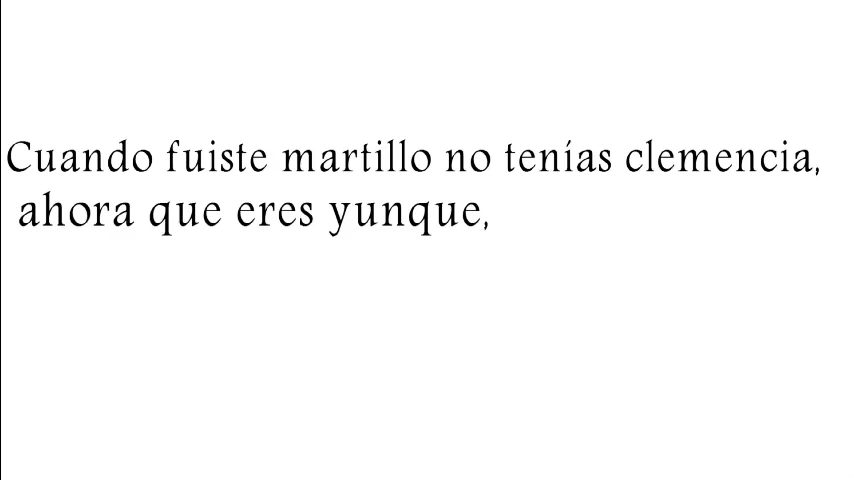 Cuando fuiste martillo no tenías clemencia,
ahora que eres yunque,